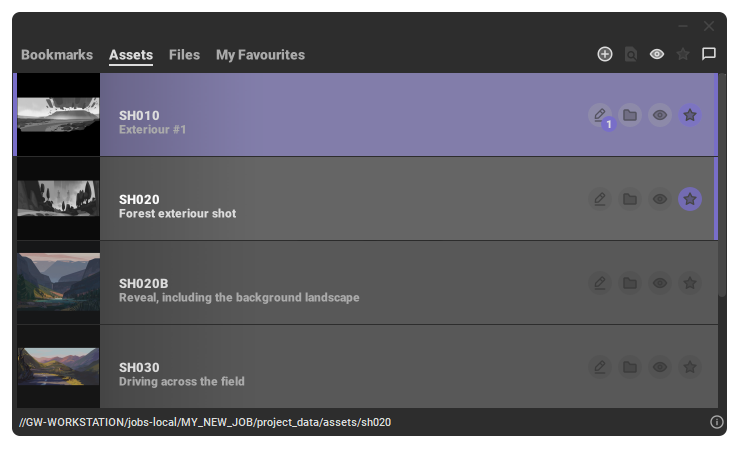 Bookmarks Assets Files My Favourites
SH010
Exteriour #1
1
SH020
Forest exteriour shot
SH020B
Reveal, including the background landscape
SH030
Driving across the field
//GW-WORKSTATION/jobs-local/MY_NEW_JOB/project_data/assets/sh020